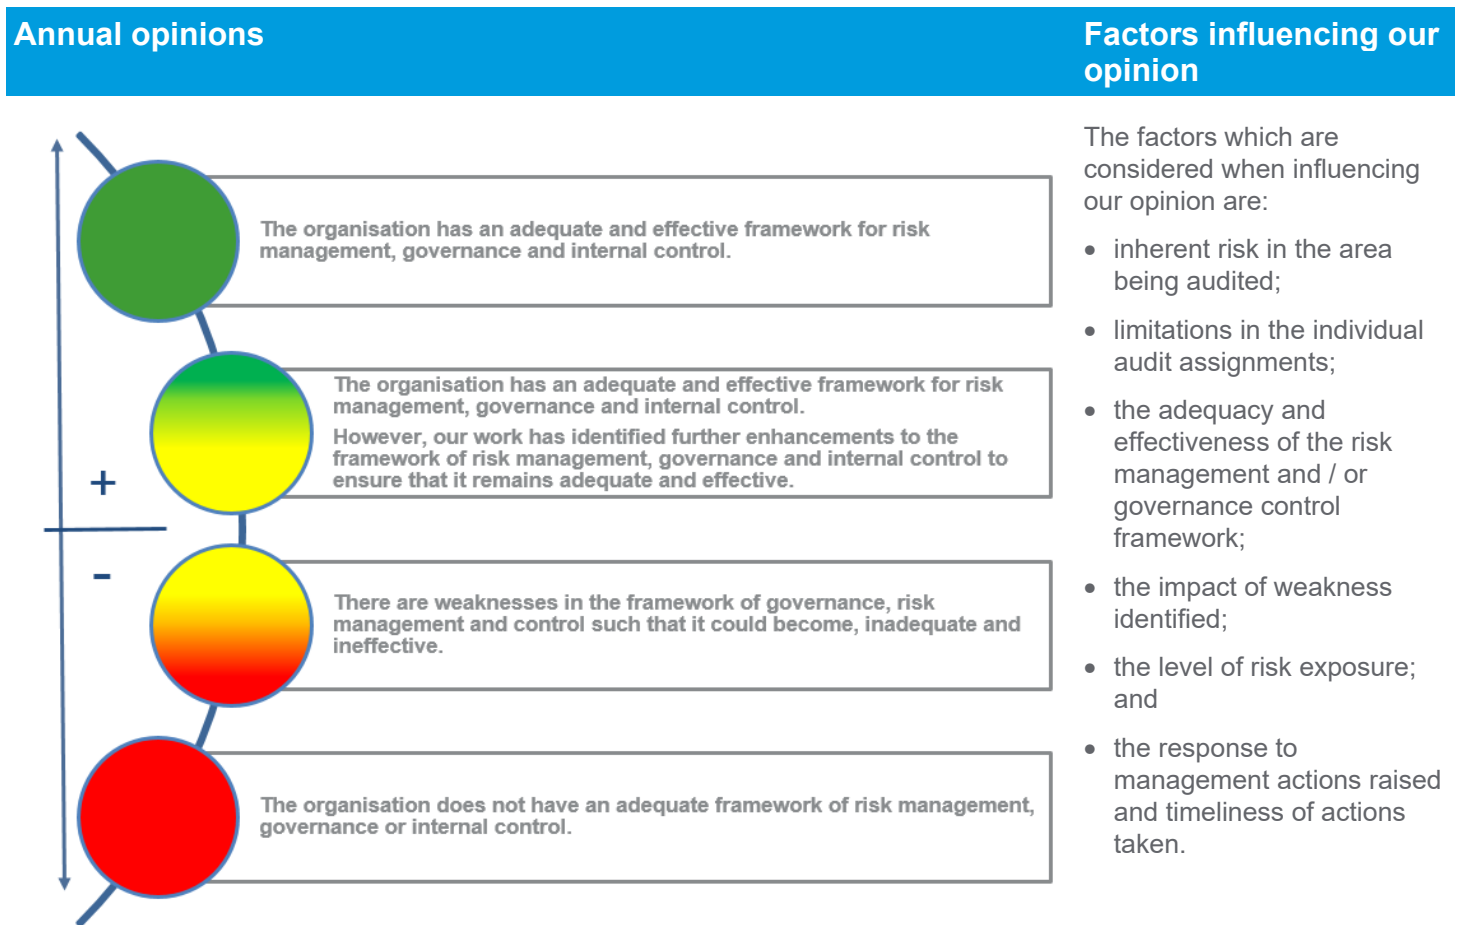 Annual opinions
Factors influencing our
opinion
The organisation has an adequate and effective framework for risk
management, governance and internal control.
The organisation has an adequate and effective framework for risk
management, governance and internal control.
However, our work has identified further enhancements to the
framework of risk management, governance and internal control to
ensure that it remains adequate and effective.
+
-
There are weaknesses in the framework of governance, risk
management and control such that it could become, inadequate and
ineffective.
The organisation does not have an adequate framework of risk management,
governance or internal control.
The factors which are
considered when influencing
our opinion are:
• inherent risk in the area
being audited;
• limitations in the individual
audit assignments;
• the adequacy and
effectiveness of the risk
management and / or
governance control
framework;
• the impact of weakness
identified;
• the level of risk exposure;
and
• the response to
management actions raised
and timeliness of actions
taken.